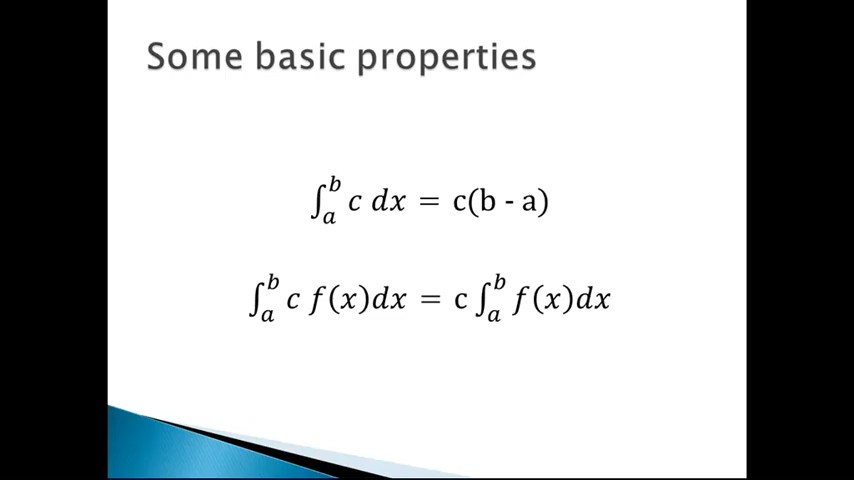 Some basic properties
∫_a^b c dx = c(b - a)
∫_a^b c f(x)dx = c ∫_a^b f(x)dx